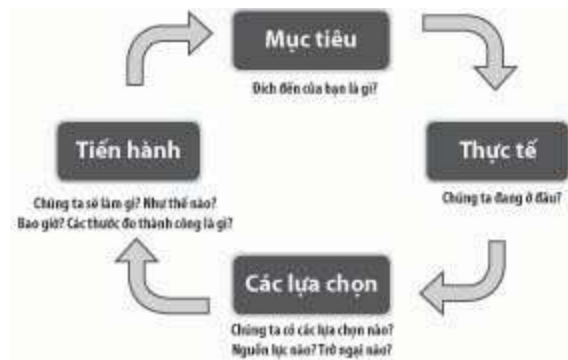 Mục tiêu
Đích đến của bạn là gì?
Thực tế
Chúng ta đang ở đâu?
Các lựa chọn
Chúng ta có các lựa chọn nào?
Nguồn lực nào? Trở ngại nào?
Tiến hành
Chúng ta sẽ làm gì? Như thế nào?
Bao giờ? Các thước đo thành công là gì?